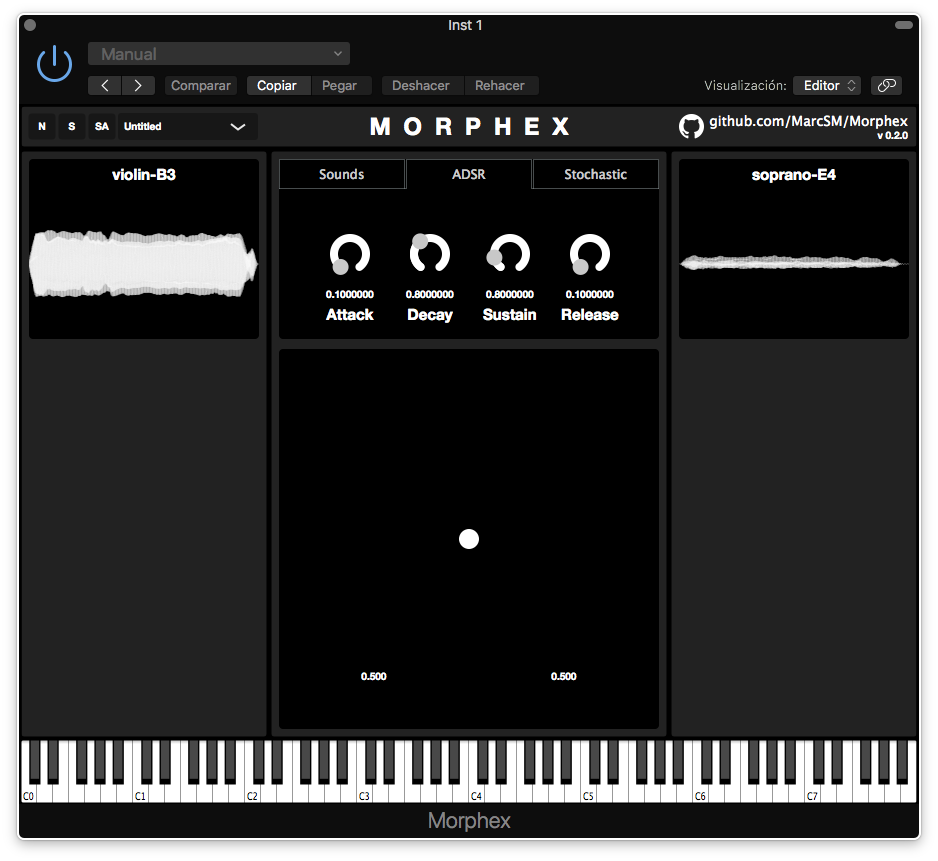 Inst 1
Manual
Comparar Copiar Pegar Deshacer Rehacer Visualización: Editor
N S SA Untitled
MORPHEX
github.com/MarcSM/Morphex
v 0.2.0
violin-B3
Sounds ADSR Stochastic
soprano-E4
0.1000000 0.8000000 0.8000000 0.1000000
Attack Decay Sustain Release
0.500 0.500
C0 C1 C2 C3 C4 C5 C6 C7
Morphex